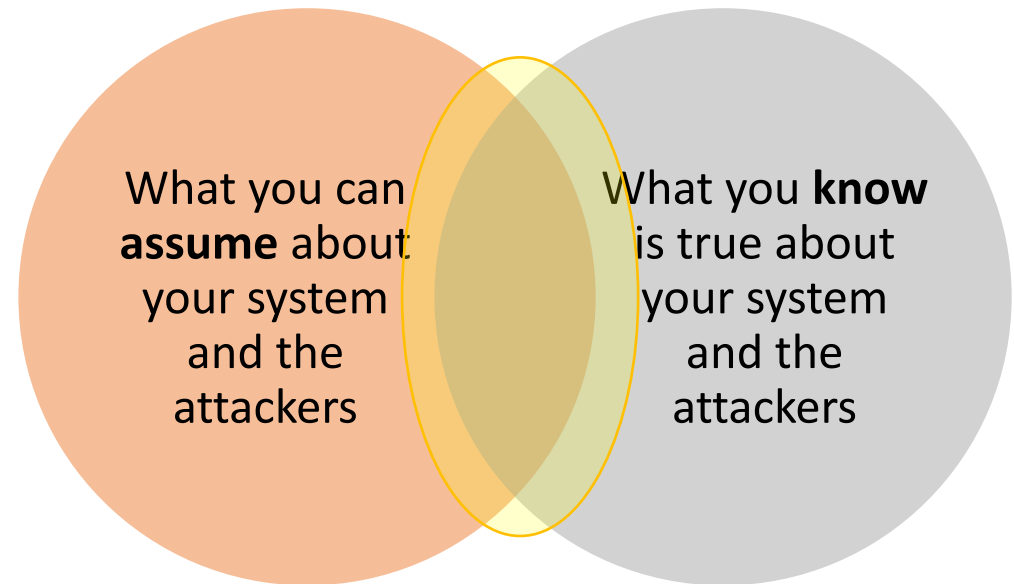 What you can
assume about
your system
and the
attackers
What you know
is true about
your system
and the
attackers